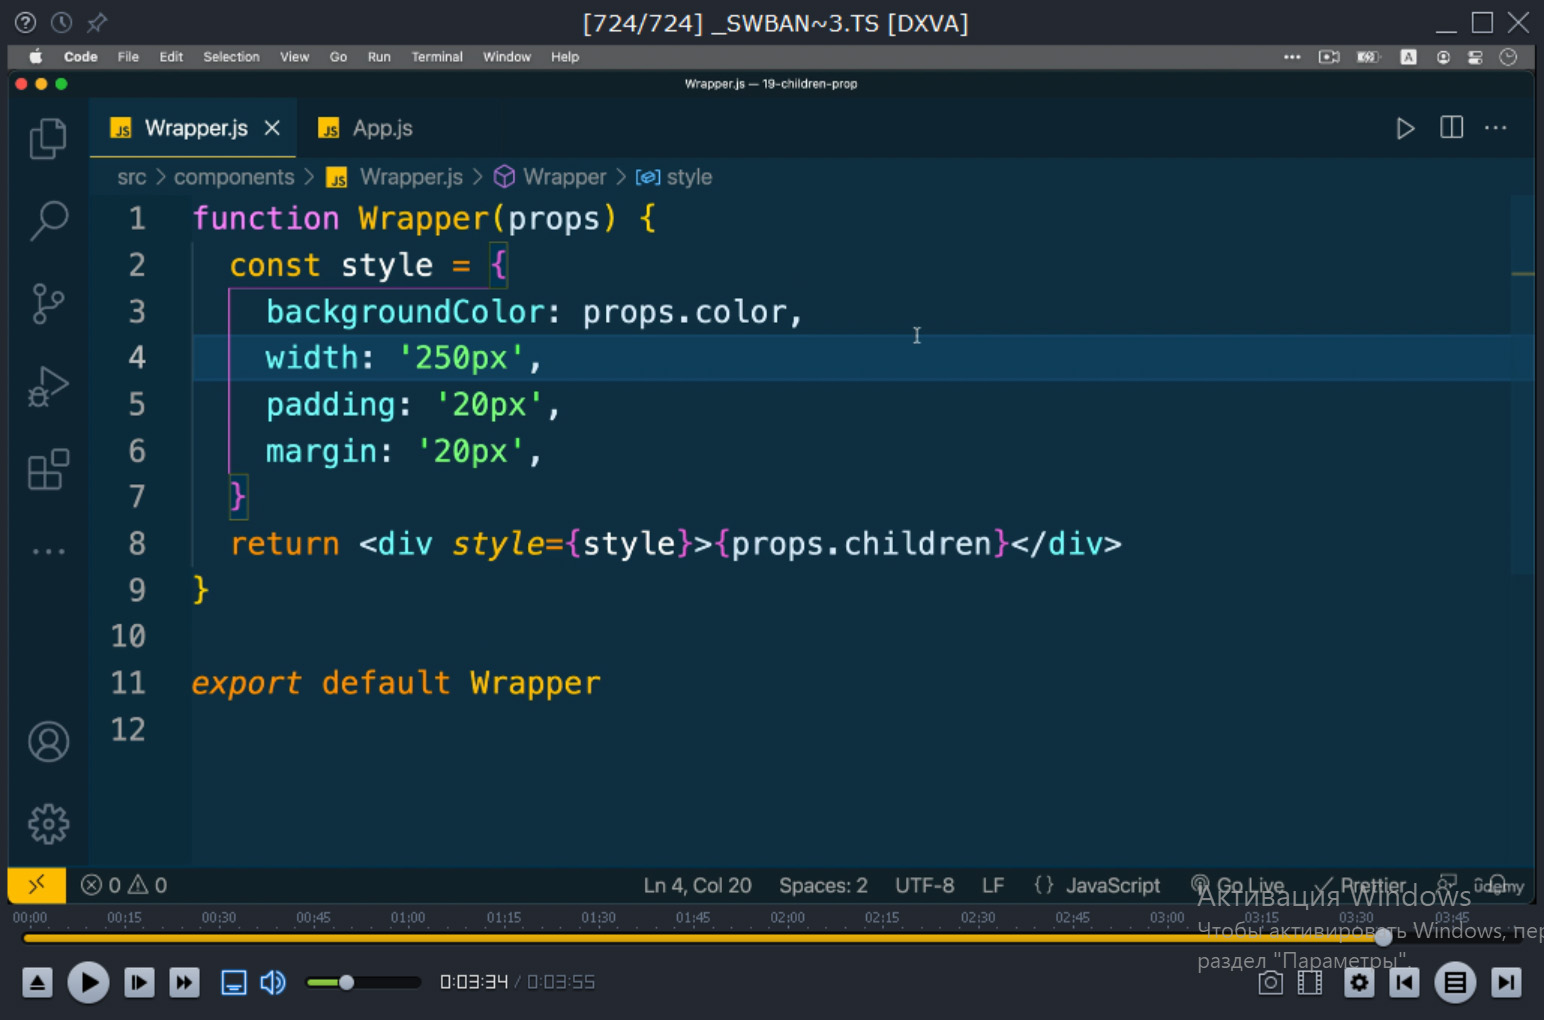 [724/724] _SWBAN~3.TS [DXVA]
Code File Edit Selection View Go Run Terminal Window Help
A
Wrapper.js — 19-children-prop
JS Wrapper.js JS App.js
src > components > JS Wrapper.js > Wrapper > style
1 function Wrapper(props) {
2 const style = {
3 backgroundColor: props.color,
4 width: '250px',
5 padding: '20px',
6 margin: '20px',
7 }
8 return <div style={style}>{props.children}</div>
9 }
10
11 export default Wrapper
12
0 0 Ln 4, Col 20 Spaces: 2 UTF-8 LF {} JavaScript Go Live Prettier
ûdemy
Активация Windows
Чтобы активировать Windows, пер
раздел "Параметры".
00:00 00:15 00:30 00:45 01:00 01:15 01:30 01:45 02:00 02:15 02:30 02:45 03:00 03:15 03:30 03:45
0:03:34 / 0:03:55